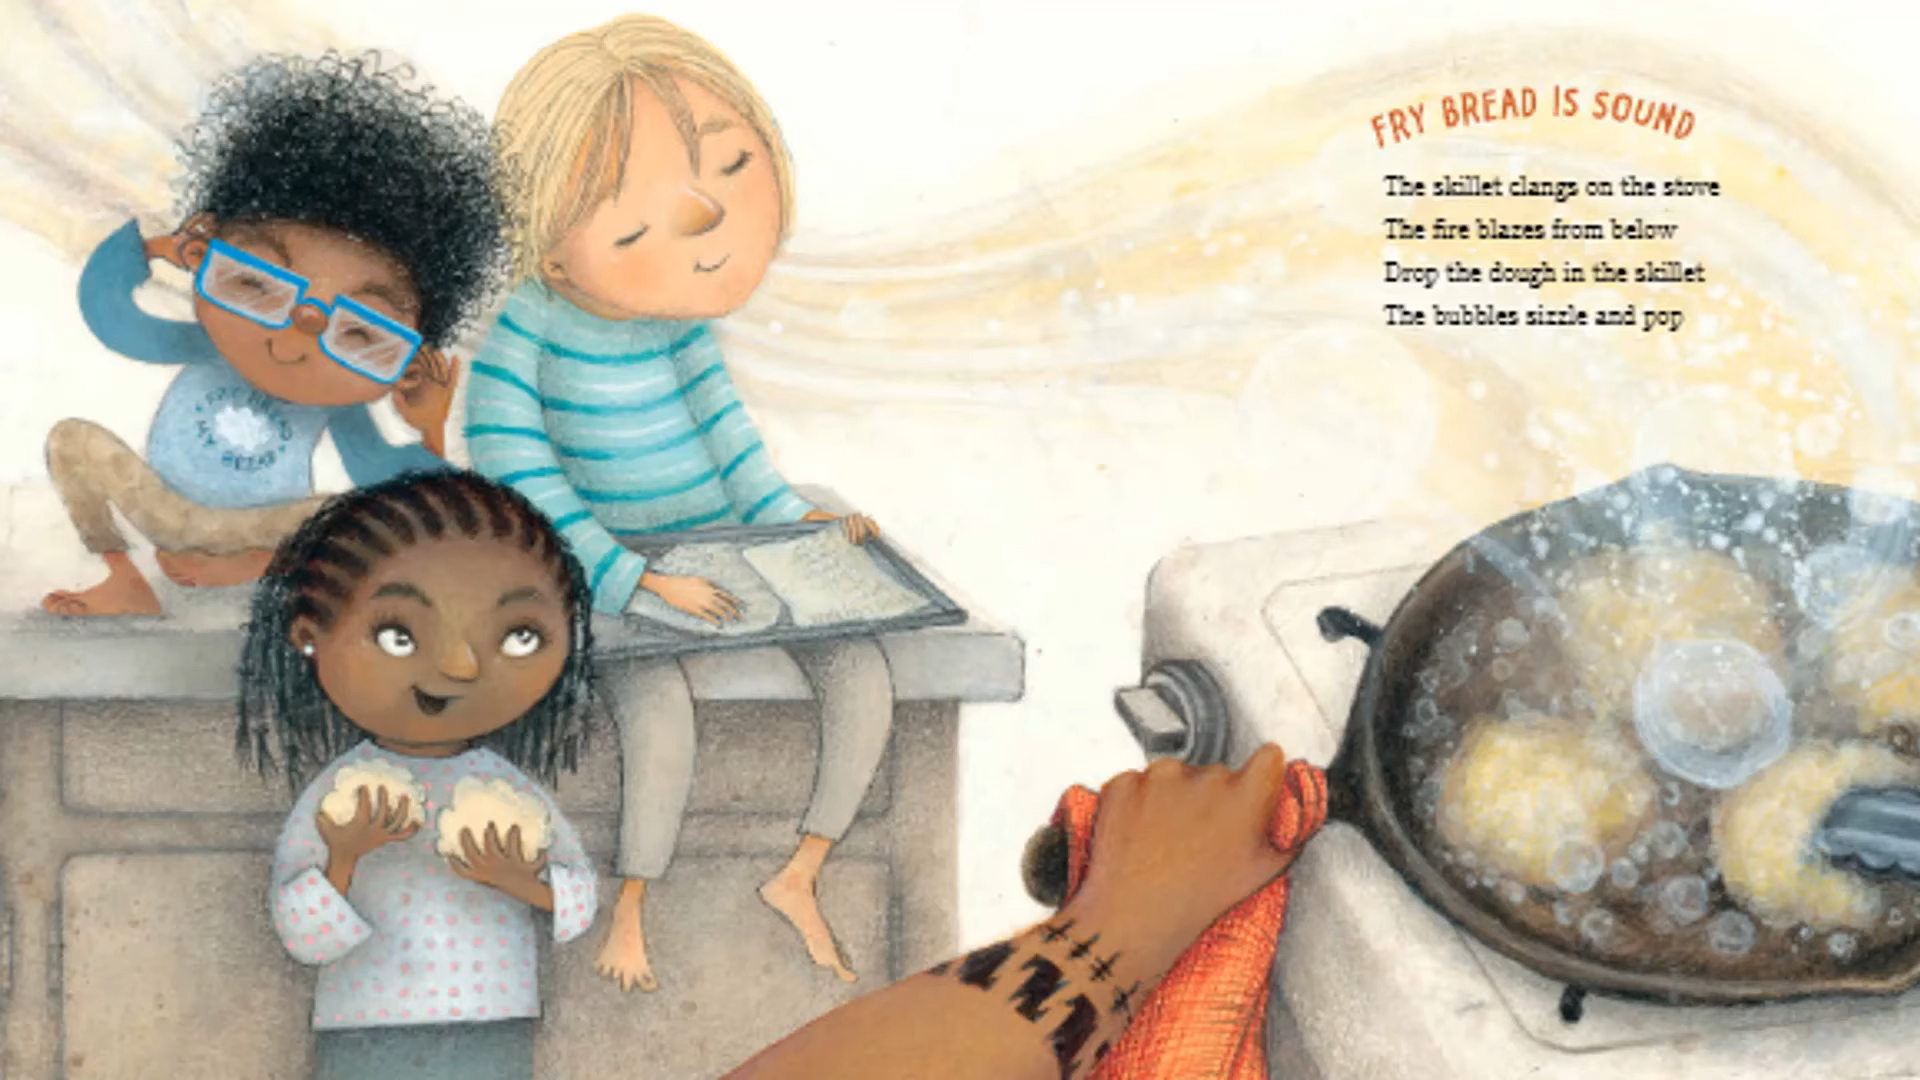 FRY BREAD IS SOUND
The skillet clangs on the stove
The fire blazes from below
Drop the dough in the skillet
The bubbles sizzle and pop